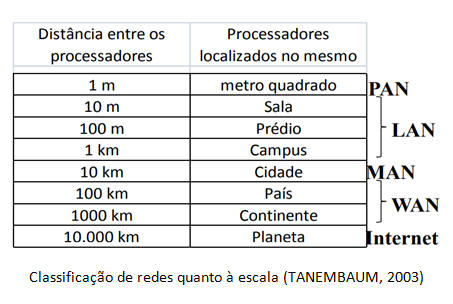 Distância entre os processadores Processadores localizados no mesmo
1 m metro quadrado PAN
10 m Sala
100 m Prédio LAN
1 km Campus
10 km Cidade MAN
100 km País
WAN
1000 km Continente
10.000 km Planeta Internet
Classificação de redes quanto à escala (TANEMBAUM, 2003)